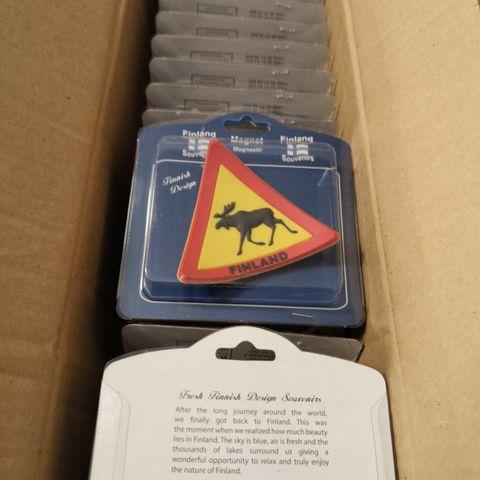 Finland
Souvenirs
Magnet
Magneetti
Finland
Souvenirs
Finnish
Design
FINLAND
Fresh Finnish Design Souvenirs
After the long journey around the world,
we finally got back to Finland. This was
the moment when we realized how much beauty
lies in Finland. The sky is blue, air is fresh and the
thousands of lakes surround us giving a
wonderful opportunity to relax and truly enjoy
the nature of Finland.